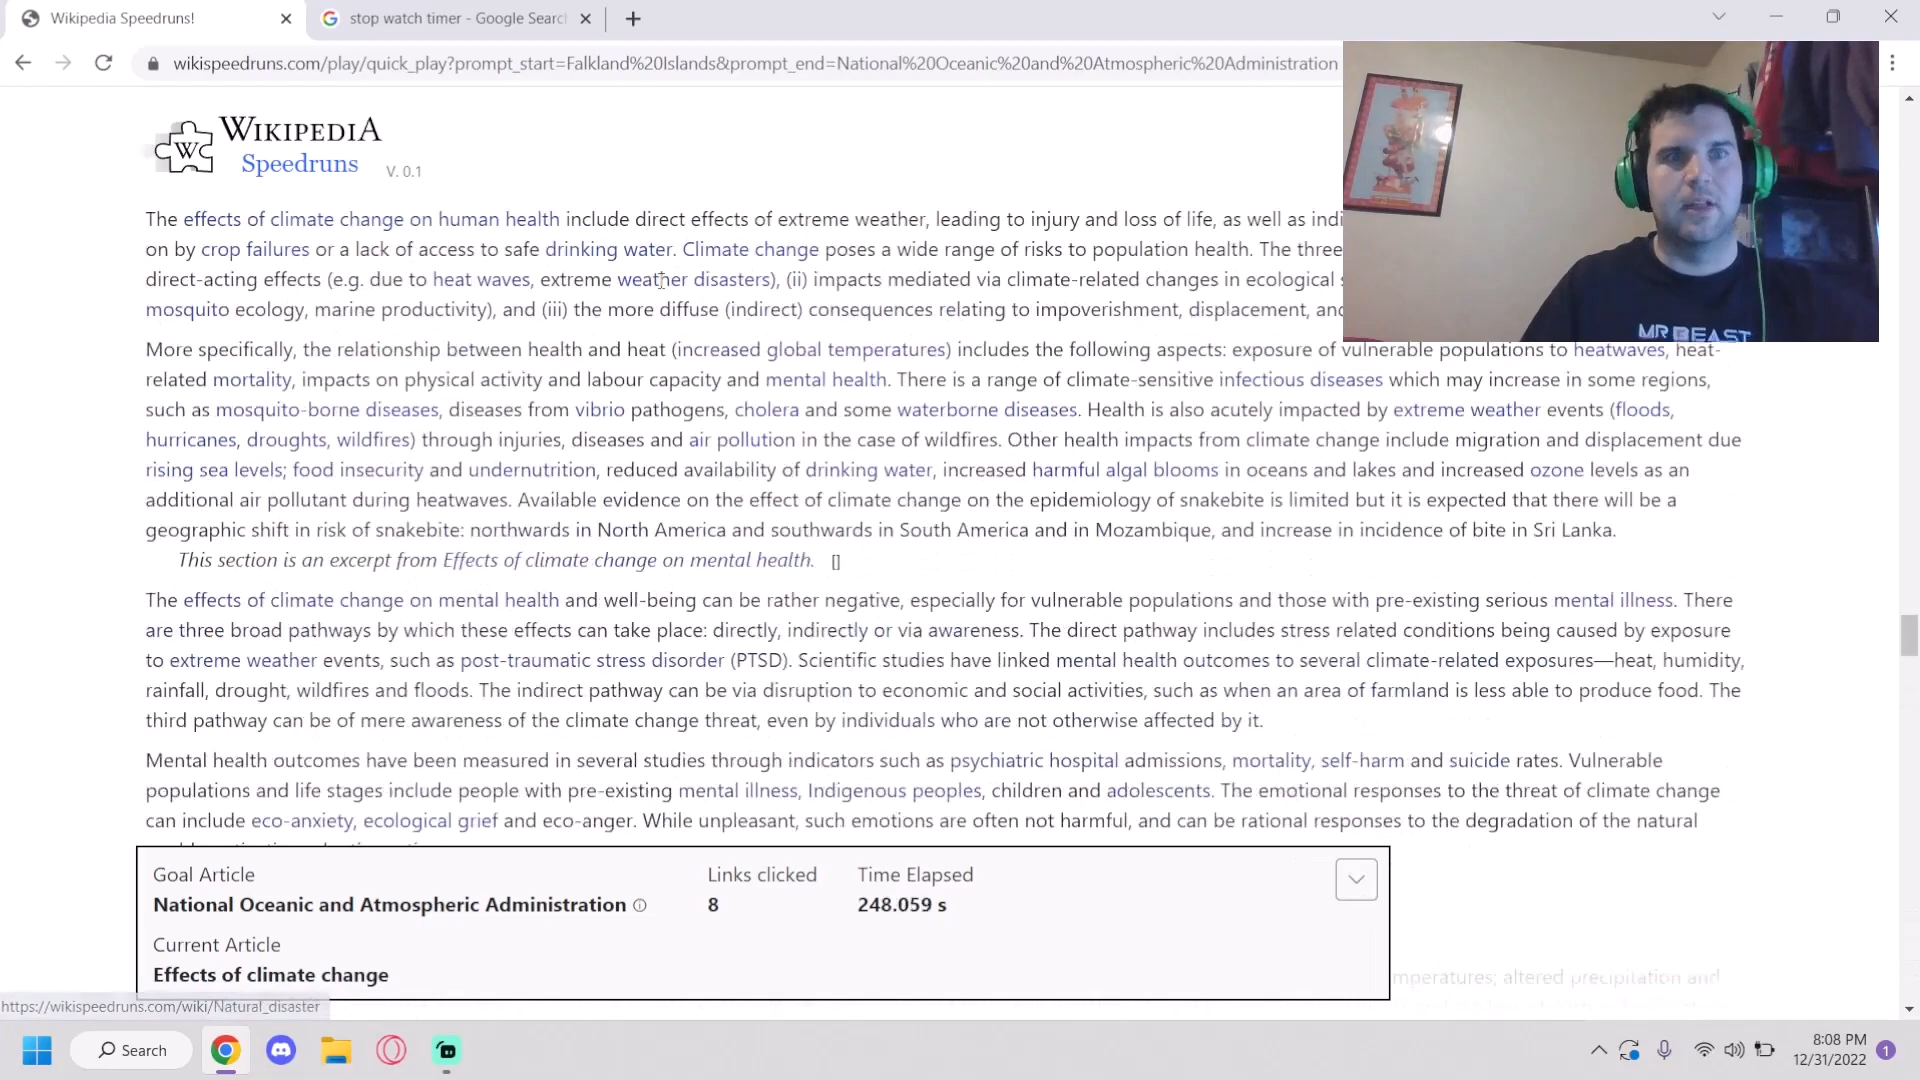 Wikipedia Speedruns!
stop watch timer - Google Searc
wikispeedruns.com/play/quick_play?prompt_start=Falkland%20Islands&prompt_end=National%20Oceanic%20and%20Atmospheric%20Administration
WIKIPEDIA
Speedruns V. 0.1
The effects of climate change on human health include direct effects of extreme weather, leading to injury and loss of life, as well as indi
on by crop failures or a lack of access to safe drinking water. Climate change poses a wide range of risks to population health. The three
direct-acting effects (e.g. due to heat waves, extreme weather disasters), (ii) impacts mediated via climate-related changes in ecological s
mosquito ecology, marine productivity), and (iii) the more diffuse (indirect) consequences relating to impoverishment, displacement, and
MR BEAST
More specifically, the relationship between health and heat (increased global temperatures) includes the following aspects: exposure of vulnerable populations to heatwaves, heat-
related mortality, impacts on physical activity and labour capacity and mental health. There is a range of climate-sensitive infectious diseases which may increase in some regions,
such as mosquito-borne diseases, diseases from vibrio pathogens, cholera and some waterborne diseases. Health is also acutely impacted by extreme weather events (floods,
hurricanes, droughts, wildfires) through injuries, diseases and air pollution in the case of wildfires. Other health impacts from climate change include migration and displacement due
rising sea levels; food insecurity and undernutrition, reduced availability of drinking water, increased harmful algal blooms in oceans and lakes and increased ozone levels as an
additional air pollutant during heatwaves. Available evidence on the effect of climate change on the epidemiology of snakebite is limited but it is expected that there will be a
geographic shift in risk of snakebite: northwards in North America and southwards in South America and in Mozambique, and increase in incidence of bite in Sri Lanka.
This section is an excerpt from Effects of climate change on mental health. []
The effects of climate change on mental health and well-being can be rather negative, especially for vulnerable populations and those with pre-existing serious mental illness. There
are three broad pathways by which these effects can take place: directly, indirectly or via awareness. The direct pathway includes stress related conditions being caused by exposure
to extreme weather events, such as post-traumatic stress disorder (PTSD). Scientific studies have linked mental health outcomes to several climate-related exposures—heat, humidity,
rainfall, drought, wildfires and floods. The indirect pathway can be via disruption to economic and social activities, such as when an area of farmland is less able to produce food. The
third pathway can be of mere awareness of the climate change threat, even by individuals who are not otherwise affected by it.
Mental health outcomes have been measured in several studies through indicators such as psychiatric hospital admissions, mortality, self-harm and suicide rates. Vulnerable
populations and life stages include people with pre-existing mental illness, Indigenous peoples, children and adolescents. The emotional responses to the threat of climate change
can include eco-anxiety, ecological grief and eco-anger. While unpleasant, such emotions are often not harmful, and can be rational responses to the degradation of the natural
Goal Article Links clicked Time Elapsed
National Oceanic and Atmospheric Administration 8 248.059 s
Current Article
Effects of climate change
mperatures; altered precipitation and
https://wikispeedruns.com/wiki/Natural_disaster
Search
8:08 PM
12/31/2022
1